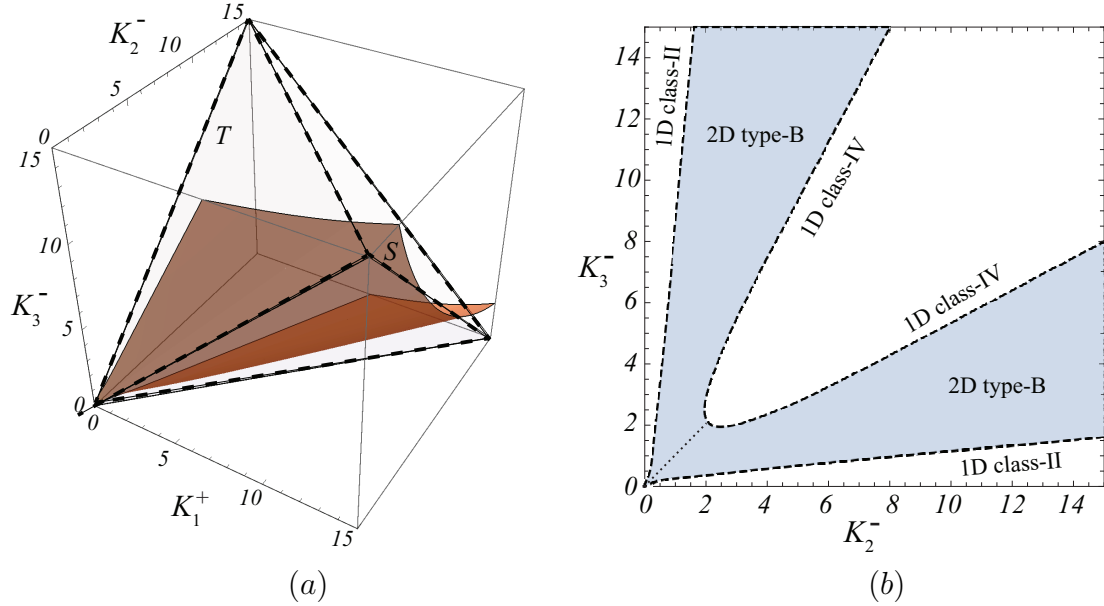 15
K₂⁻
10
5
0
15
T
10
S
K₃⁻
5
0
0
5
K₁⁺
10
15
(a)
14
12
10
8
K₃⁻
6
4
2
0
1D class-II
2D type-B
1D class-IV
1D class-IV
2D type-B
1D class-II
0 2 4 6 8 10 12 14
K₂⁻
(b)